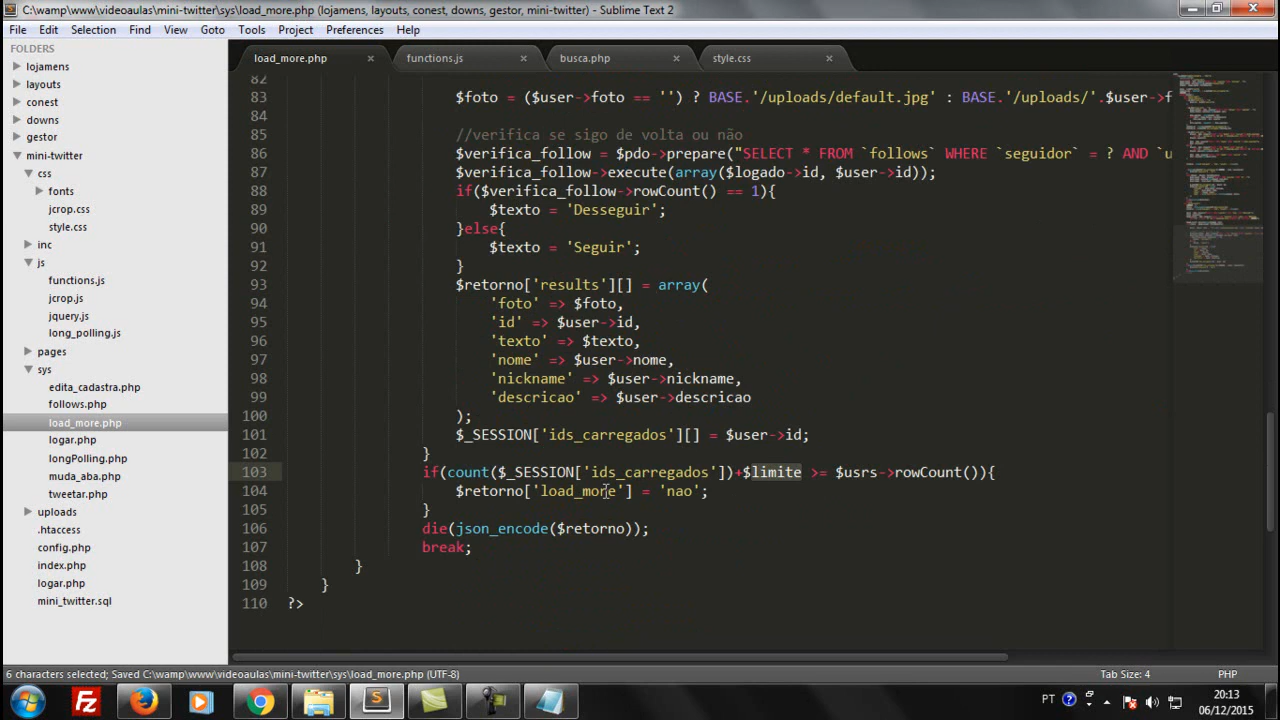 C:\wamp\www\videoaulas\mini-twitter\sys\load_more.php (lojamens, layouts, conest, downs, gestor, mini-twitter) - Sublime Text 2
File Edit Selection Find View Goto Tools Project Preferences Help
FOLDERS
lojamens
layouts
conest
downs
gestor
mini-twitter
css
fonts
jcrop.css
style.css
inc
js
functions.js
jcrop.js
jquery.js
long_polling.js
pages
sys
edita_cadastra.php
follows.php
load_more.php
logar.php
longPolling.php
muda_aba.php
tweetar.php
uploads
.htaccess
config.php
index.php
logar.php
mini_twitter.sql
load_more.php functions.js busca.php style.css
82
83 $foto = ($user->foto == '') ? BASE.'/uploads/default.jpg' : BASE.'/uploads/'.$user->f
84
85 //verifica se sigo de volta ou não
86 $verifica_follow = $pdo->prepare("SELECT * FROM `follows` WHERE `seguidor` = ? AND `u
87 $verifica_follow->execute(array($logado->id, $user->id));
88 if($verifica_follow->rowCount() == 1){
89 $texto = 'Desseguir';
90 }else{
91 $texto = 'Seguir';
92 }
93 $retorno['results'][] = array(
94 'foto' => $foto,
95 'id' => $user->id,
96 'texto' => $texto,
97 'nome' => $user->nome,
98 'nickname' => $user->nickname,
99 'descricao' => $user->descricao
100 );
101 $_SESSION['ids_carregados'][] = $user->id;
102 }
103 if(count($_SESSION['ids_carregados'])+$limite >= $usrs->rowCount()){
104 $retorno['load_more'] = 'nao';
105 }
106 die(json_encode($retorno));
107 break;
108 }
109 }
110 ?>
6 characters selected; Saved C:\wamp\www\videoaulas\mini-twitter\sys\load_more.php (UTF-8) Tab Size: 4 PHP
PT 20:13
06/12/2015